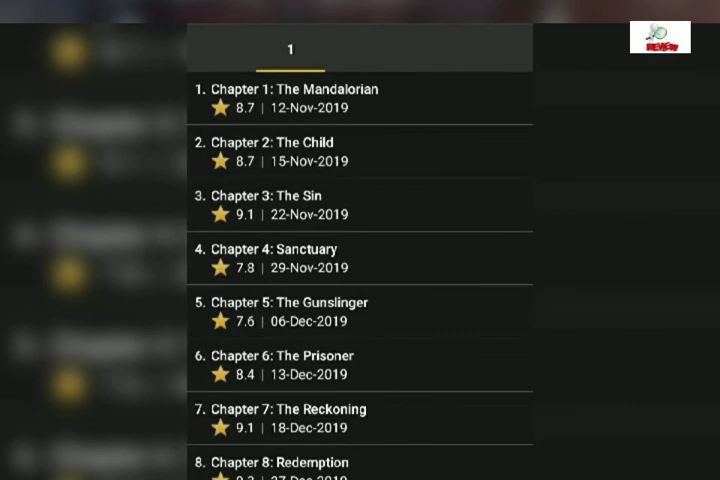 1
1. Chapter 1: The Mandalorian
8.7 | 12-Nov-2019
2. Chapter 2: The Child
8.7 | 15-Nov-2019
3. Chapter 3: The Sin
9.1 | 22-Nov-2019
4. Chapter 4: Sanctuary
7.8 | 29-Nov-2019
5. Chapter 5: The Gunslinger
7.6 | 06-Dec-2019
6. Chapter 6: The Prisoner
8.4 | 13-Dec-2019
7. Chapter 7: The Reckoning
9.1 | 18-Dec-2019
8. Chapter 8: Redemption
REVIEW